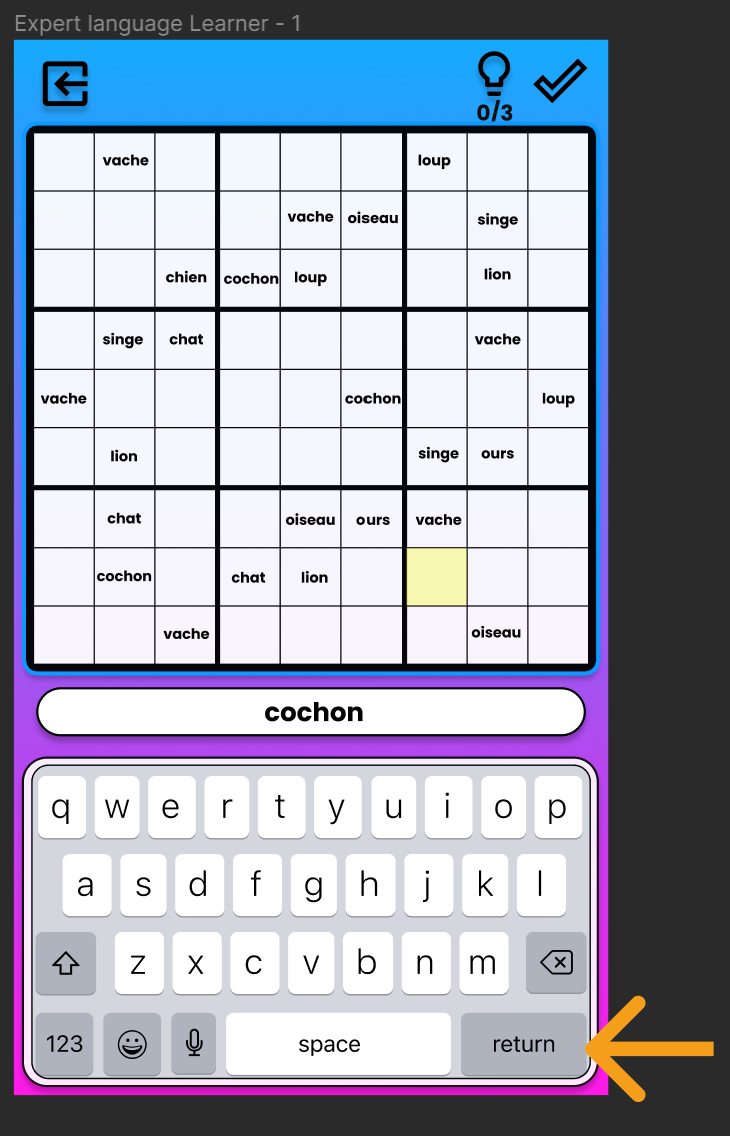 Expert language Learner - 1
0/3
vache loup
vache oiseau singe
chien cochon loup lion
singe chat vache
vache cochon loup
lion singe ours
chat oiseau ours vache
cochon chat lion
vache oiseau
cochon
q w e r t y u i o p
a s d f g h j k l
z x c v b n m
123 space return